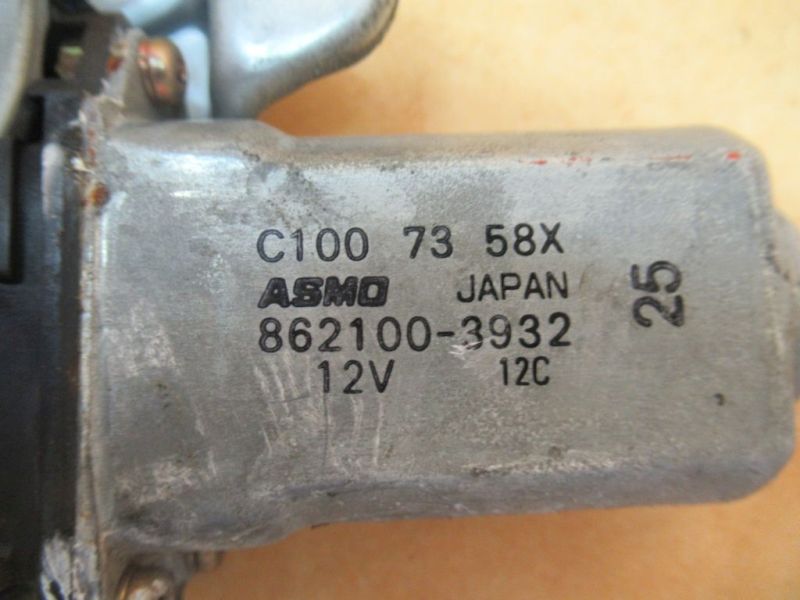 C100 73 58X
ASMO JAPAN
862100-3932
12V 12C
25